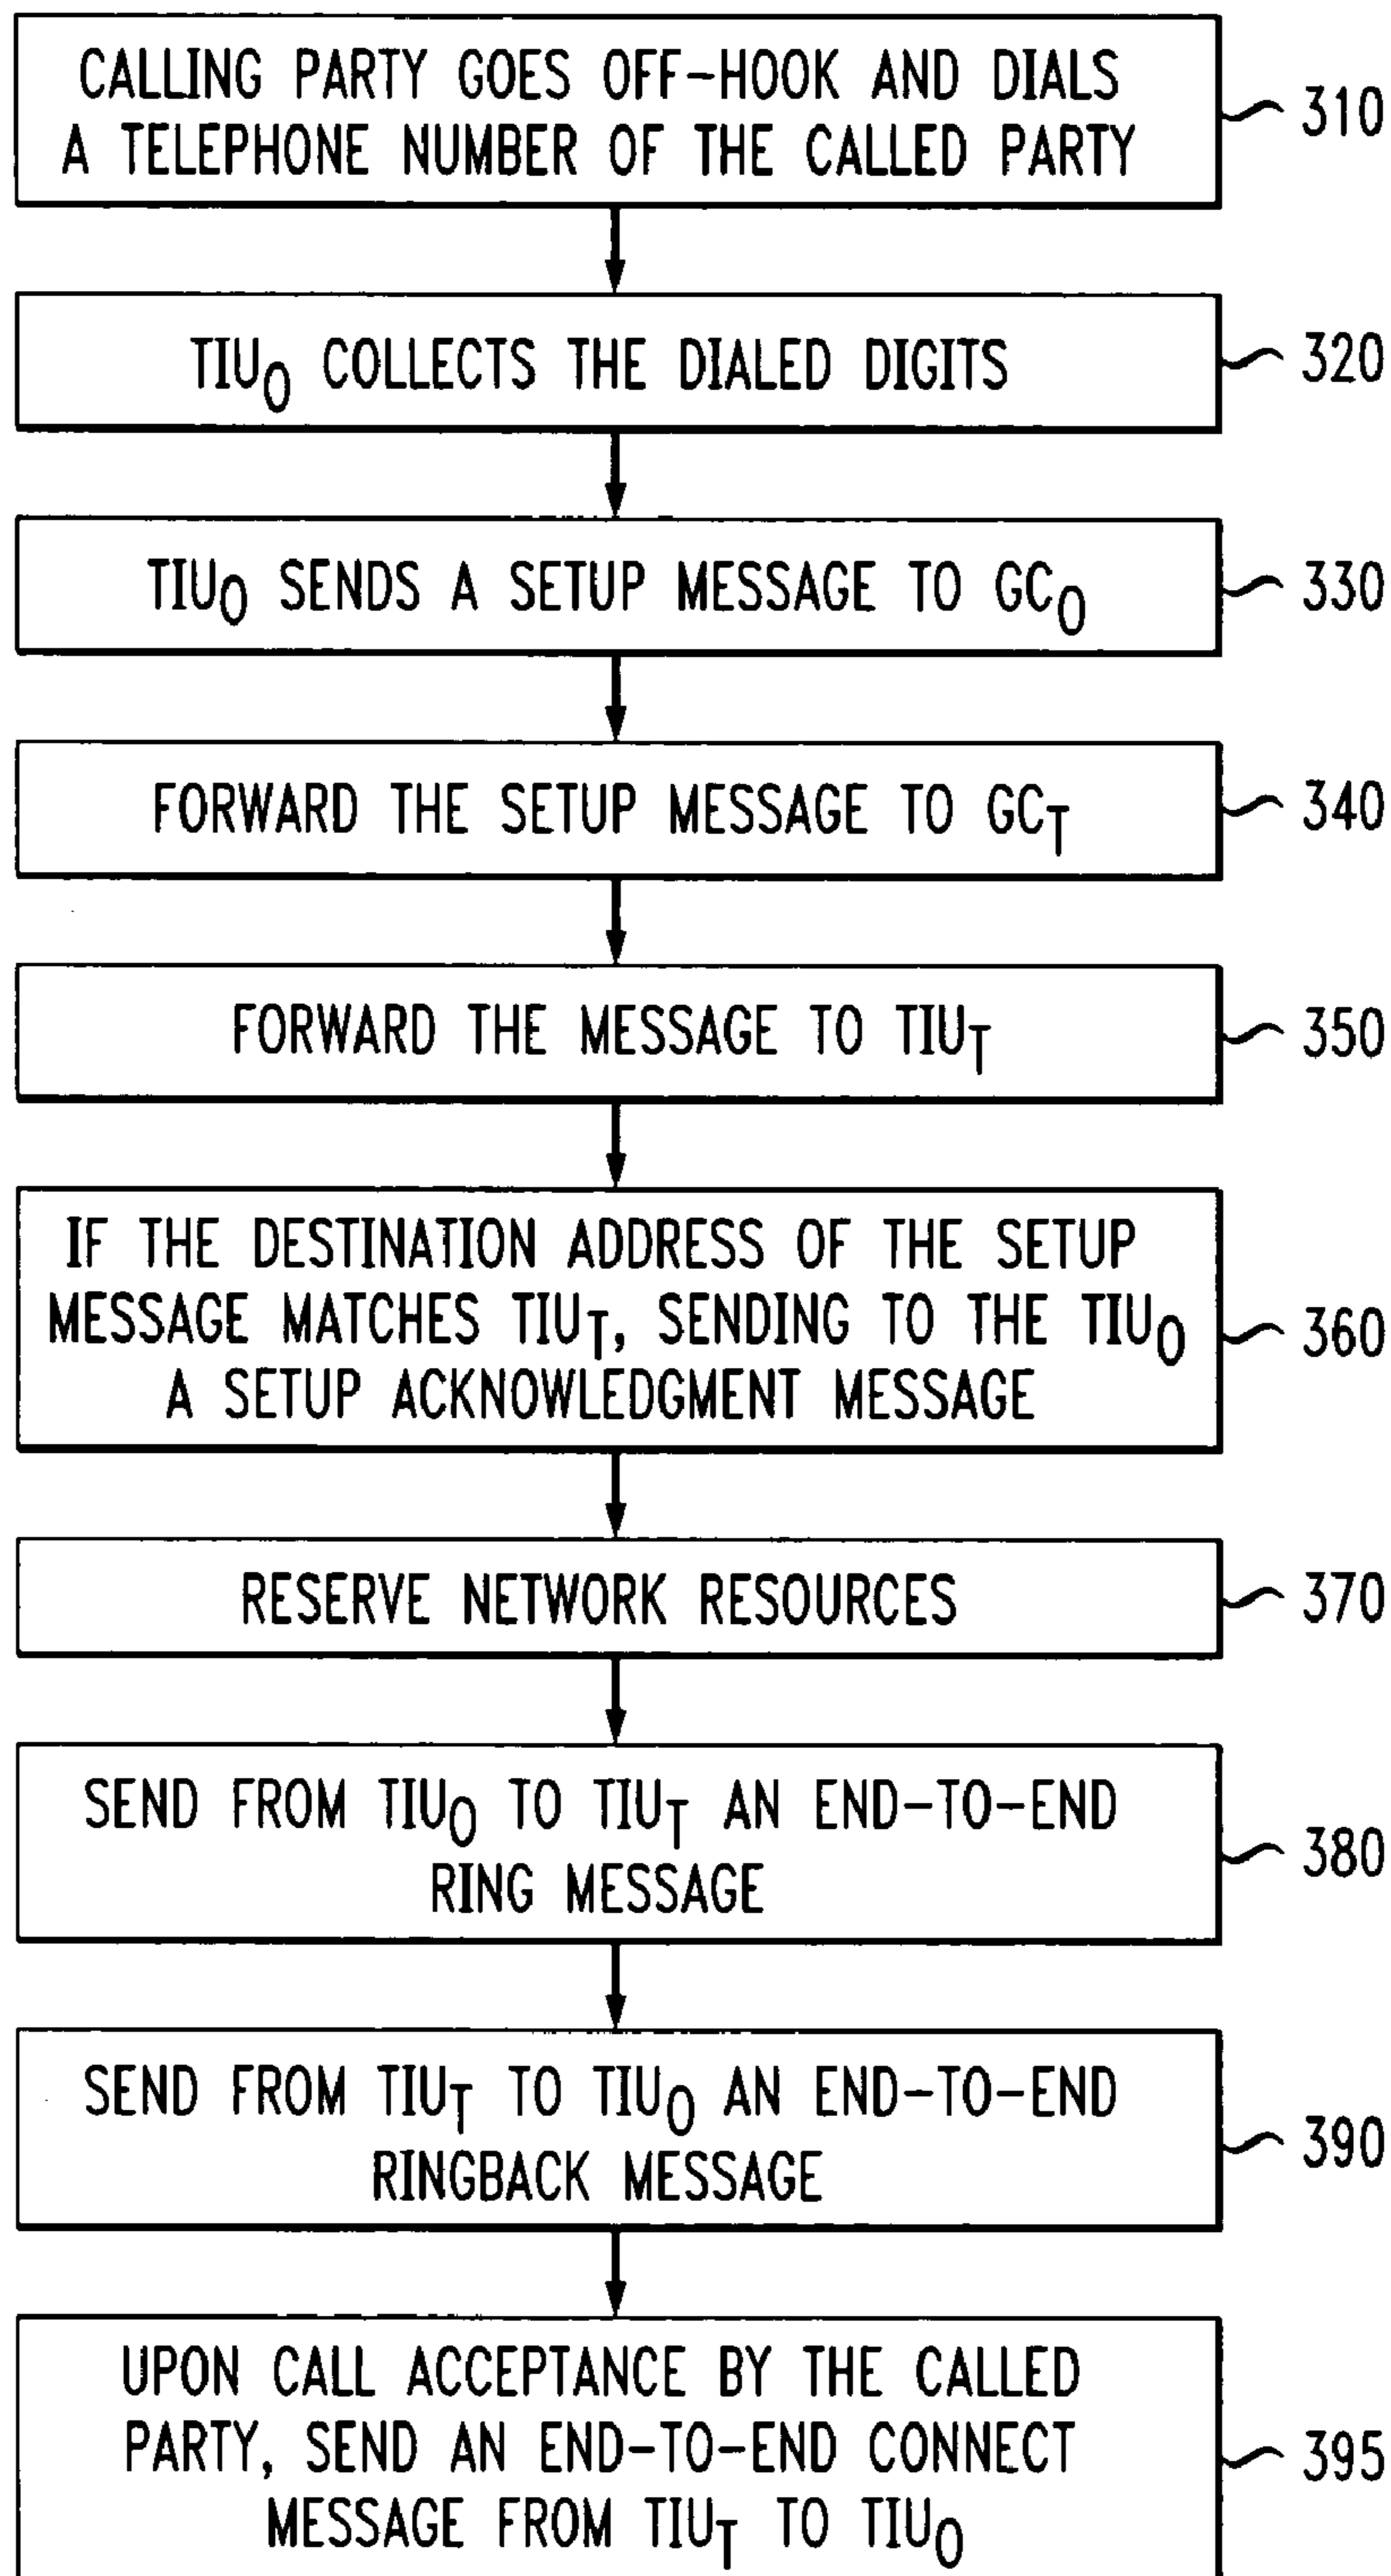 CALLING PARTY GOES OFF-HOOK AND DIALS
A TELEPHONE NUMBER OF THE CALLED PARTY
310
TIUO COLLECTS THE DIALED DIGITS
320
TIUO SENDS A SETUP MESSAGE TO GCO
330
FORWARD THE SETUP MESSAGE TO GCT
340
FORWARD THE MESSAGE TO TIUT
350
IF THE DESTINATION ADDRESS OF THE SETUP
MESSAGE MATCHES TIUT, SENDING TO THE TIUO
A SETUP ACKNOWLEDGMENT MESSAGE
360
RESERVE NETWORK RESOURCES
370
SEND FROM TIUO TO TIUT AN END-TO-END
RING MESSAGE
380
SEND FROM TIUT TO TIUO AN END-TO-END
RINGBACK MESSAGE
390
UPON CALL ACCEPTANCE BY THE CALLED
PARTY, SEND AN END-TO-END CONNECT
MESSAGE FROM TIUT TO TIUO
395